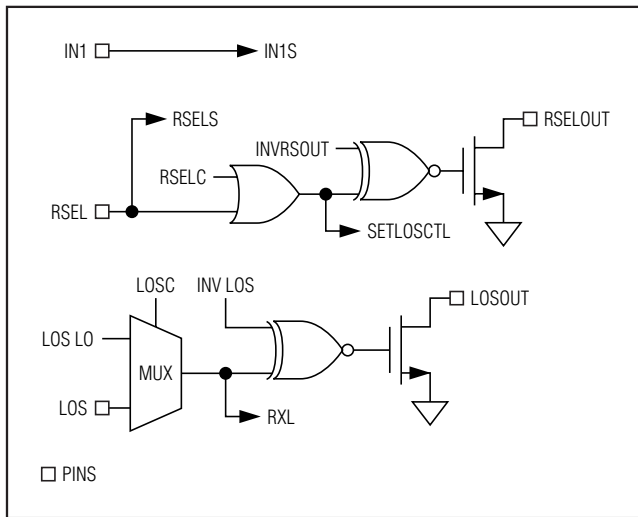 IN1
IN1S
RSELS
RSELOUT
INVRSOUT
RSELC
RSEL
SETLOSCTL
LOSC
INV LOS
LOSOUT
LOS LO
MUX
LOS
RXL
PINS